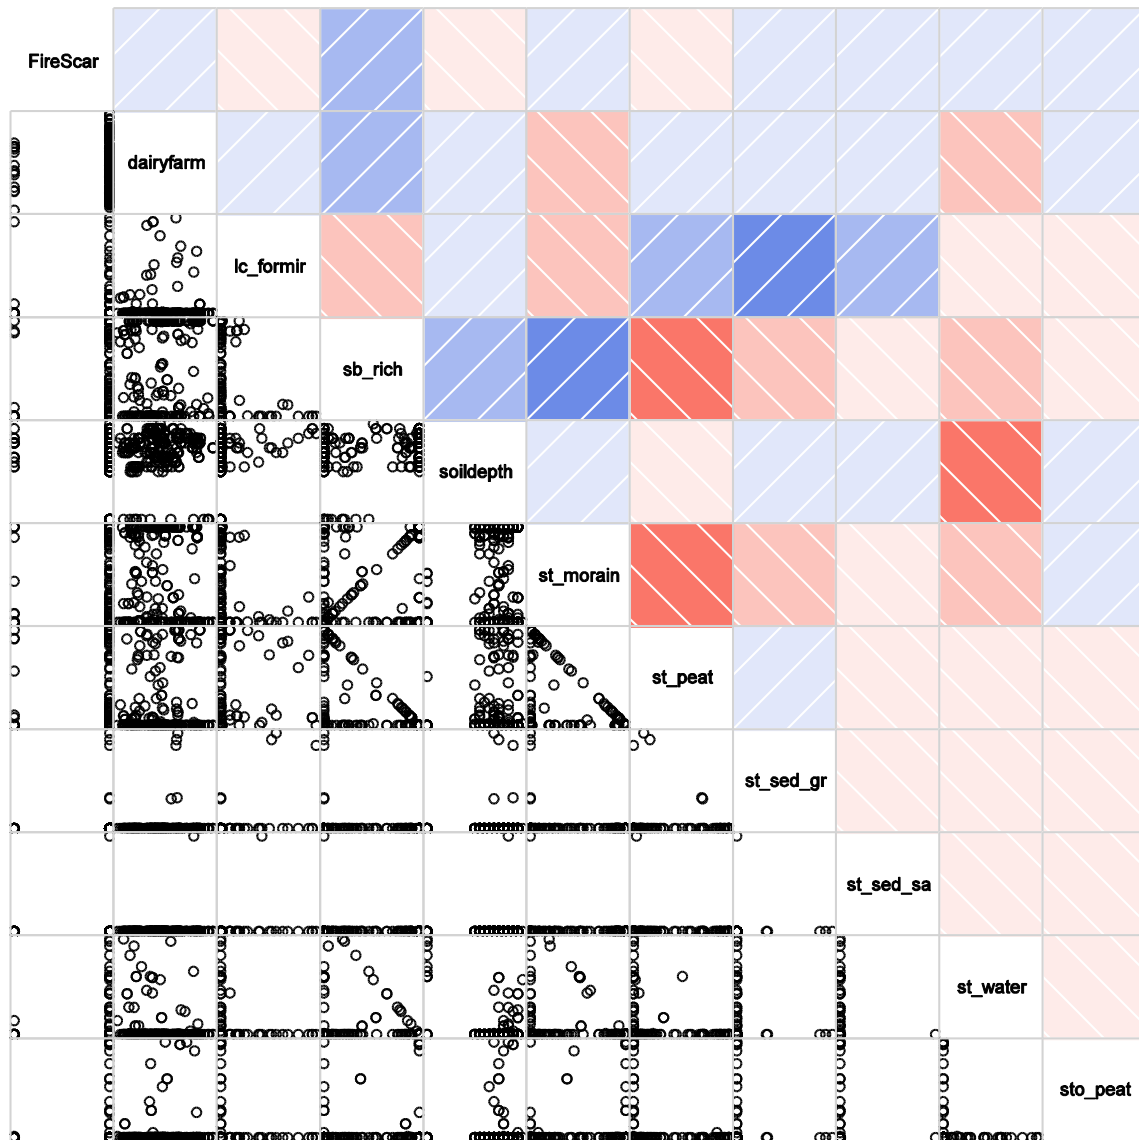 FireScar
dairyfarm
lc_formir
sb_rich
soildepth
st_morain
st_peat
st_sed_gr
st_sed_sa
st_water
sto_peat